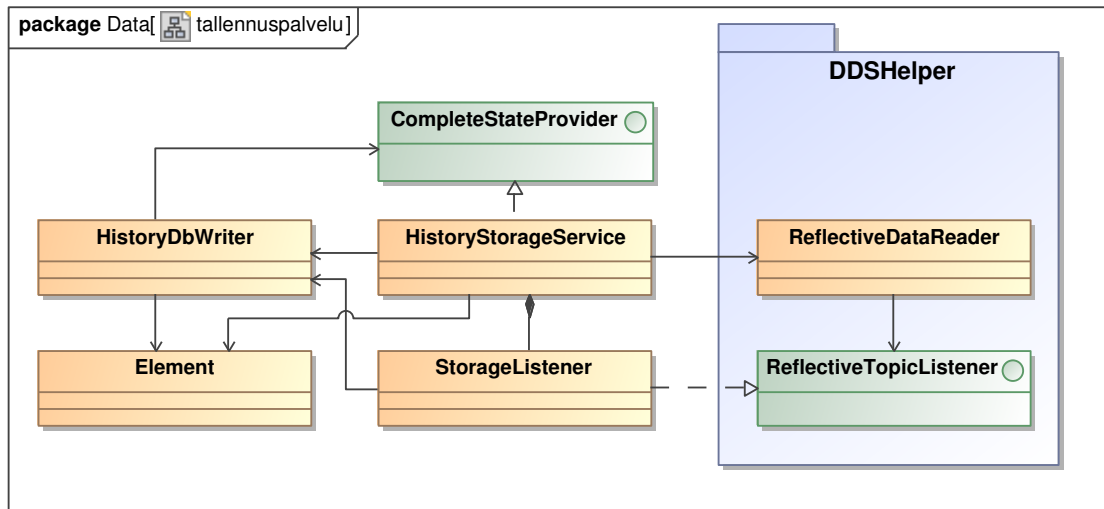 package Data[ tallennuspalvelu]
DDSHelper
CompleteStateProvider
HistoryDbWriter
HistoryStorageService
ReflectiveDataReader
Element
StorageListener
ReflectiveTopicListener